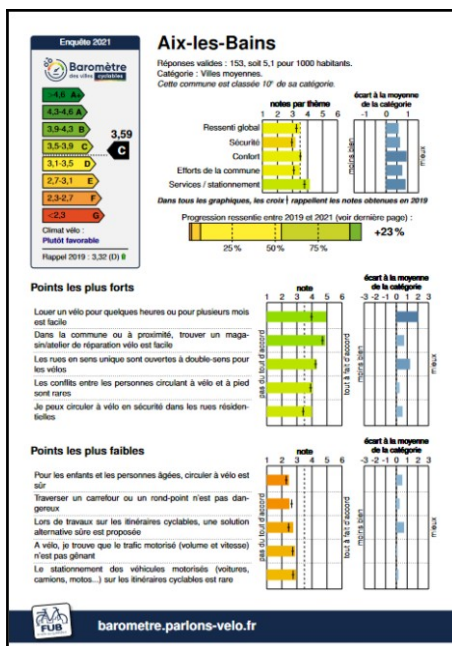 Enquête 2021
Baromètre
des villes cyclables
>4,6 A+
4,3-4,6 A
3,9-4,3 B
3,5-3,9 C
3,1-3,5 D
2,7-3,1 E
2,3-2,7 F
<2,3 G
3,59
C
Climat vélo :
Plutôt favorable
Rappel 2019 : 3,32 (D)
Aix-les-Bains
Réponses valides : 153, soit 5,1 pour 1000 habitants.
Catégorie : Villes moyennes.
Cette commune est classée 10e de sa catégorie.
notes par thème
1 2 3 4 5 6
écart à la moyenne
de la catégorie
-1 0 1
Ressenti global
Sécurité
Confort
Efforts de la commune
Services / stationnement
moins bien
mieux
Dans tous les graphiques, les croix rappellent les notes obtenues en 2019
Progression ressentie entre 2019 et 2021 (voir dernière page) :
25% 50% 75%
+23%
Points les plus forts
note
1 2 3 4 5 6
écart à la moyenne
de la catégorie
-3 -2 -1 0 1 2 3
Louer un vélo pour quelques heures ou pour plusieurs mois
est facile
Dans la commune ou à proximité, trouver un maga-
sin/atelier de réparation vélo est facile
Les rues en sens unique sont ouvertes à double-sens pour
les vélos
Les conflits entre les personnes circulant à vélo et à pied
sont rares
Je peux circuler à vélo en sécurité dans les rues résiden-
tielles
pas du tout d'accord
tout à fait d'accord
moins bien
mieux
Points les plus faibles
note
1 2 3 4 5 6
écart à la moyenne
de la catégorie
-3 -2 -1 0 1 2 3
Pour les enfants et les personnes âgées, circuler à vélo est
sûr
Traverser un carrefour ou un rond-point n'est pas dan-
gereux
Lors de travaux sur les itinéraires cyclables, une solution
alternative sûre est proposée
A vélo, je trouve que le trafic motorisé (volume et vitesse)
n'est pas gênant
Le stationnement des véhicules motorisés (voitures,
camions, motos...) sur les itinéraires cyclables est rare
pas du tout d'accord
tout à fait d'accord
moins bien
mieux
FUB
barometre.parlons-velo.fr